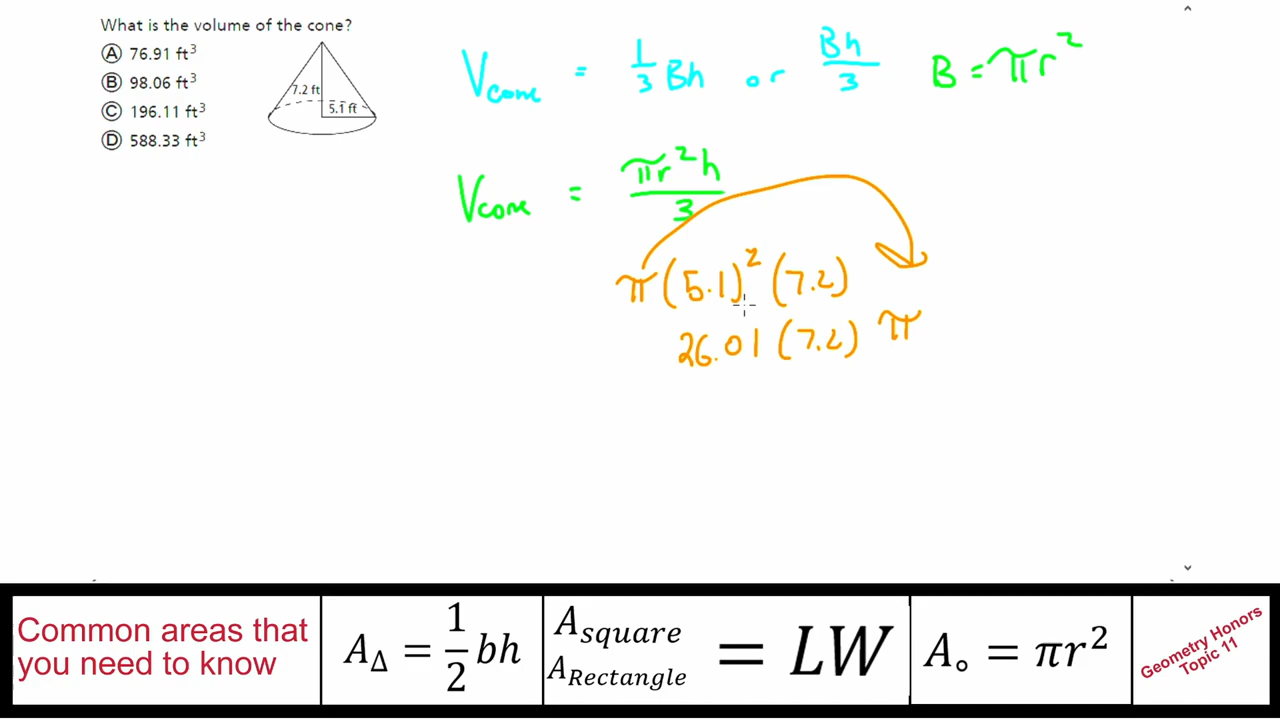 What is the volume of the cone?
Ⓐ 76.91 ft³
Ⓑ 98.06 ft³
Ⓒ 196.11 ft³
Ⓓ 588.33 ft³
7.2 ft
5.1 ft
V_cone = 1/3 Bh or Bh/3 B = πr²
V_cone = πr²h/3
π(5.1)²(7.2)
26.01(7.2) π
Common areas that
you need to know
A_Δ = 1/2 bh
A_square
A_Rectangle
= LW
A_∘ = πr²
Geometry Honors
Topic 11